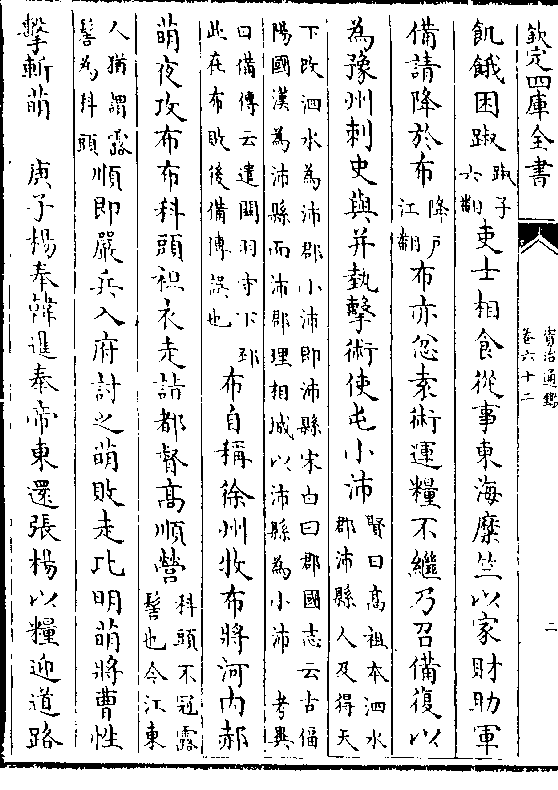 欽定四庫全書
資治通鑑
卷六十二
二
飢餓困踧踧子六翻吏士相食從事東海糜竺以家財助軍
備請降於布降户江翻布亦忿袁術運糧不繼乃召備復以
為豫州刺史與并勢擊術使屯小沛賢曰高祖本泗水郡沛縣人及得天
下改泗水為沛郡小沛即沛縣宋白曰郡國志云古偪陽國漢為沛縣而沛郡理相城以沛縣為小沛 考異
曰備傳云遣關羽守下邳此在布敗後備傳誤也 布自稱徐州牧布將河内郝
萌夜攻布布科頭袒衣走詣都督高順營科頭不冠露髻也今江東
人猶謂露髻為科頭順即嚴兵入府討之萌敗走比明萌將曹性
擊斬萌 庚子楊奉韓暹奉帝東還張楊以糧迎道路